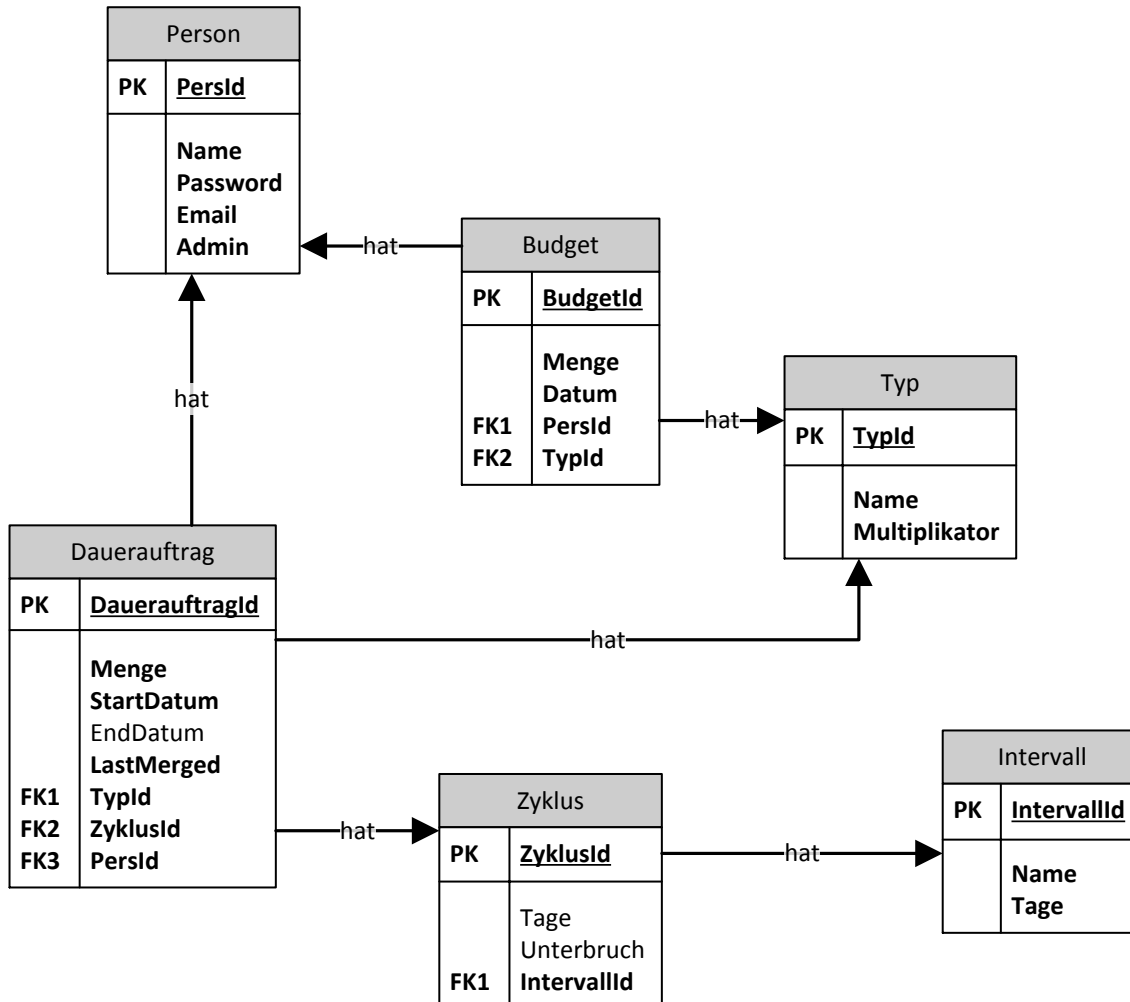 Person
PK PersId
Name
Password
Email
Admin
hat
Budget
PK BudgetId
Menge
Datum
FK1 PersId
FK2 TypId
hat
Typ
PK TypId
Name
Multiplikator
hat
Dauerauftrag
PK DauerauftragId
Menge
StartDatum
EndDatum
LastMerged
FK1 TypId
FK2 ZyklusId
FK3 PersId
hat
hat
Zyklus
PK ZyklusId
Tage
Unterbruch
FK1 IntervallId
hat
Intervall
PK IntervallId
Name
Tage